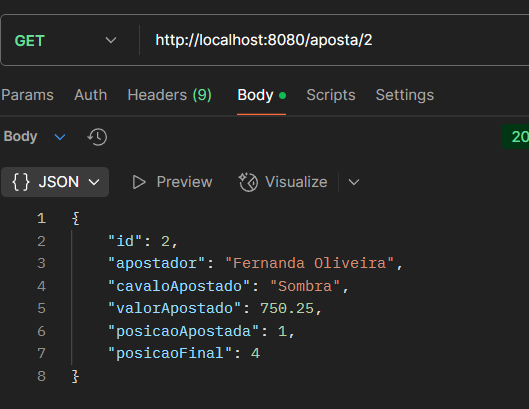 GET http://localhost:8080/aposta/2
Params Auth Headers (9) Body Scripts Settings
Body 20
{} JSON Preview Visualize
1 {
2 "id": 2,
3 "apostador": "Fernanda Oliveira",
4 "cavaloApostado": "Sombra",
5 "valorApostado": 750.25,
6 "posicaoApostada": 1,
7 "posicaoFinal": 4
8 }